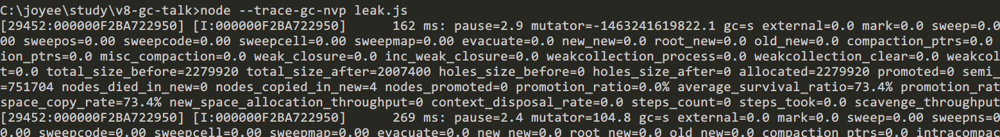 C:\joyee\study\v8-gc-talk>node --trace-gc-nvp leak.js
[29452:000000F2BA722950] [I:000000F2BA722950]      162 ms: pause=2.9 mutator=-1463241619822.1 gc=s external=0.0 mark=0.0 sweep=0.0
00 sweepos=0.00 sweepcode=0.00 sweepcell=0.00 sweepmap=0.00 evacuate=0.0 new_new=0.0 root_new=0.0 old_new=0.0 compaction_ptrs=0.0
ion_ptrs=0.0 misc_compaction=0.0 weak_closure=0.0 inc_weak_closure=0.0 weakcollection_process=0.0 weakcollection_clear=0.0 weakcol
t=0.0 total_size_before=2279920 total_size_after=2007400 holes_size_before=0 holes_size_after=0 allocated=2279920 promoted=0 semi_
=751704 nodes_died_in_new=0 nodes_copied_in_new=4 nodes_promoted=0 promotion_ratio=0.0% average_survival_ratio=73.4% promotion_rat
space_copy_rate=73.4% new_space_allocation_throughput=0 context_disposal_rate=0.0 steps_count=0 steps_took=0.0 scavenge_throughput
[29452:000000F2BA722950] [I:000000F2BA722950]      269 ms: pause=2.4 mutator=104.8 gc=s external=0.0 mark=0.0 sweep=0.00 sweepns=0
0.00 sweepcode=0.00 sweepcell=0.00 sweepmap=0.00 evacuate=0.0 new_new=0.0 root_new=0.0 old_new=0.0 compaction_ptrs=0.0 intracompac